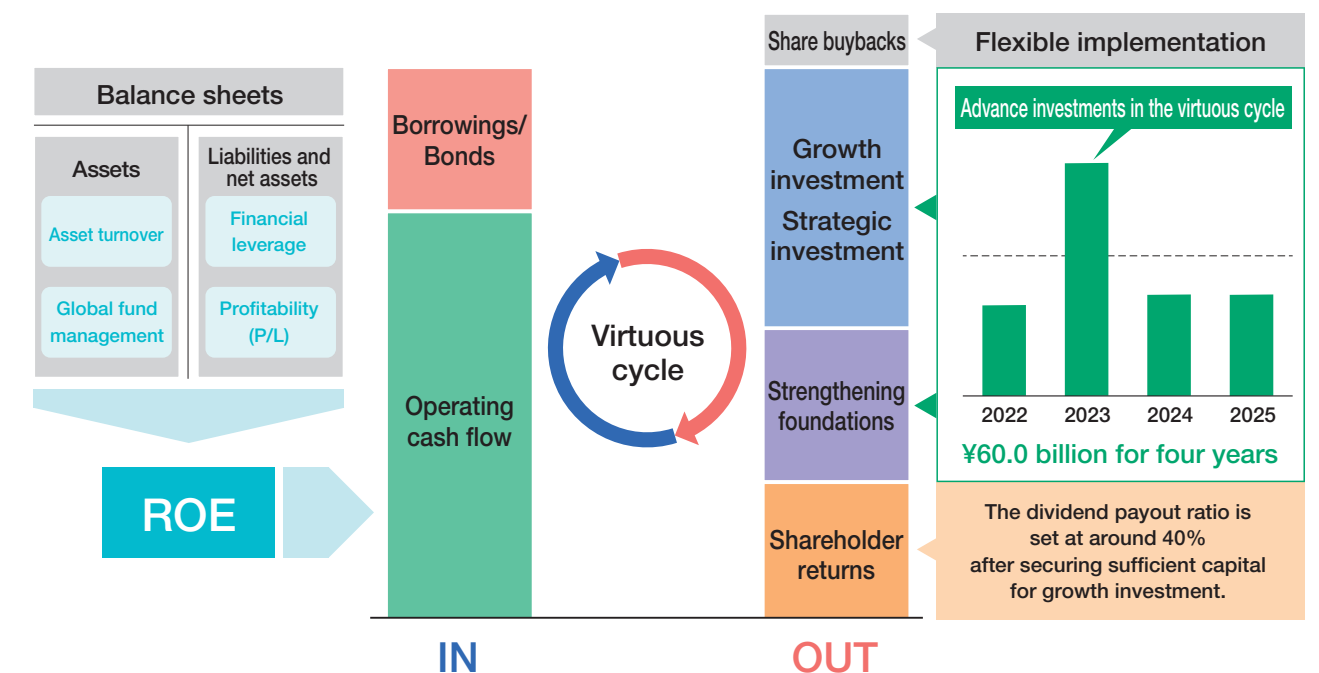 Balance sheets
Assets
Asset turnover
Global fund
management
Liabilities and
net assets
Financial
leverage
Profitability
(P/L)
ROE
Borrowings/
Bonds
Operating
cash flow
IN
Virtuous
cycle
Share buybacks
Growth
investment
Strategic
investment
Strengthening
foundations
Shareholder
returns
OUT
Flexible implementation
Advance investments in the virtuous cycle
2022 2023 2024 2025
¥60.0 billion for four years
The dividend payout ratio is
set at around 40%
after securing sufficient capital
for growth investment.